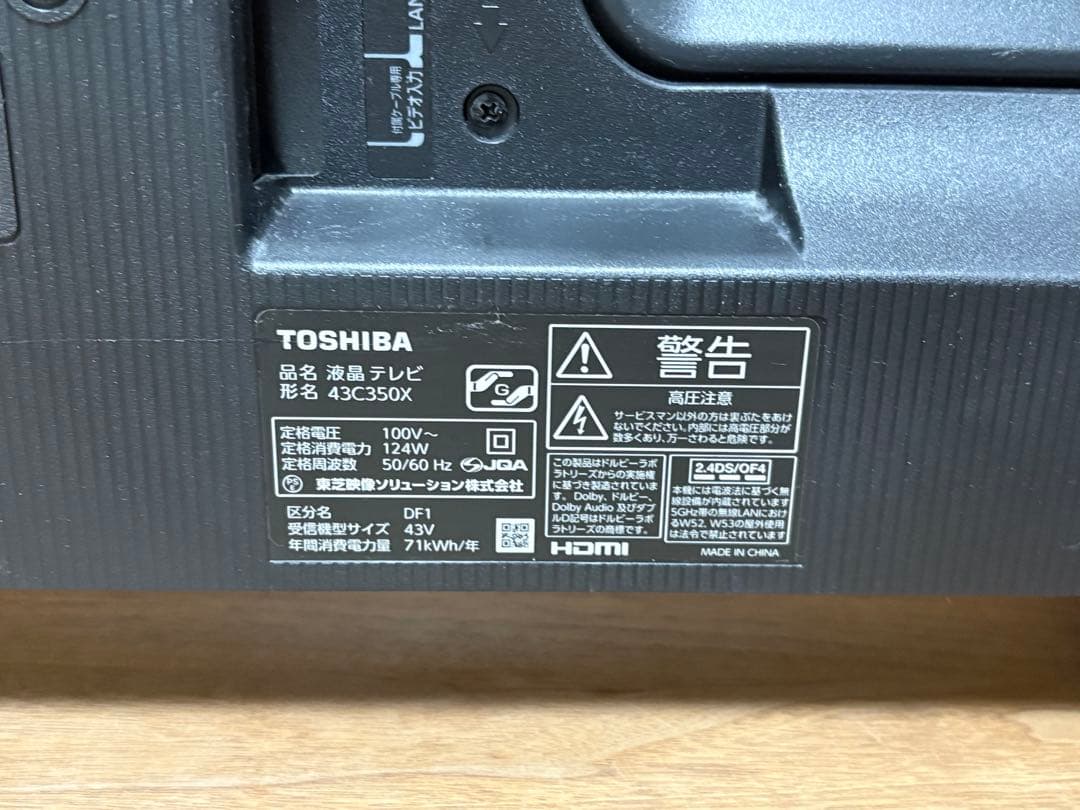 LAN
付属ケーブル専用
ビデオ入力
TOSHIBA
品名 液晶テレビ
形名 43C350X
G
定格電圧 100V～
定格消費電力 124W
定格周波数 50/60 Hz JQA
PS E 東芝映像ソリューション株式会社
区分名 DF1
受信機型サイズ 43V
年間消費電力量 71kWh/年
警告
高圧注意
サービスマン以外の方は裏ぶたをあけ
ないでください。内部には高電圧部分が
数多くあり、万一さわると危険です。
この製品はドルビーラボ
ラトリーズからの実施権
に基づき製造されていま
す。Dolby、ドルビー、
Dolby Audio 及びダブ
ルD記号はドルビーラボ
ラトリーズの商標です。
HDMI
2.4DS/OF4
本機には電波法に基づく無
線設備が内蔵されています
5GHz帯の無線LANにおけ
るW52、W53の屋外使用
は法令で禁止されています
MADE IN CHINA